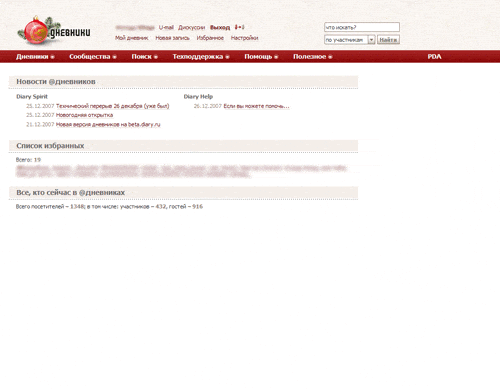 дневники
U-mail Дискуссии Выход
что искать?
Мой дневник Новая запись Избранное Настройки
по участникам Найти
Дневники Сообщества Поиск Техподдержка Помощь Полезное PDA
Новости @дневников
Diary Spirit
25.12.2007 Технический перерыв 26 декабря (уже был)
25.12.2007 Новогодняя открытка
21.12.2007 Новая версия дневников на beta.diary.ru
Diary Help
26.12.2007 Если вы можете помочь...
Список избранных
Всего: 19
Все, кто сейчас в @дневниках
Всего посетителей – 1348; в том числе: участников – 432, гостей – 916